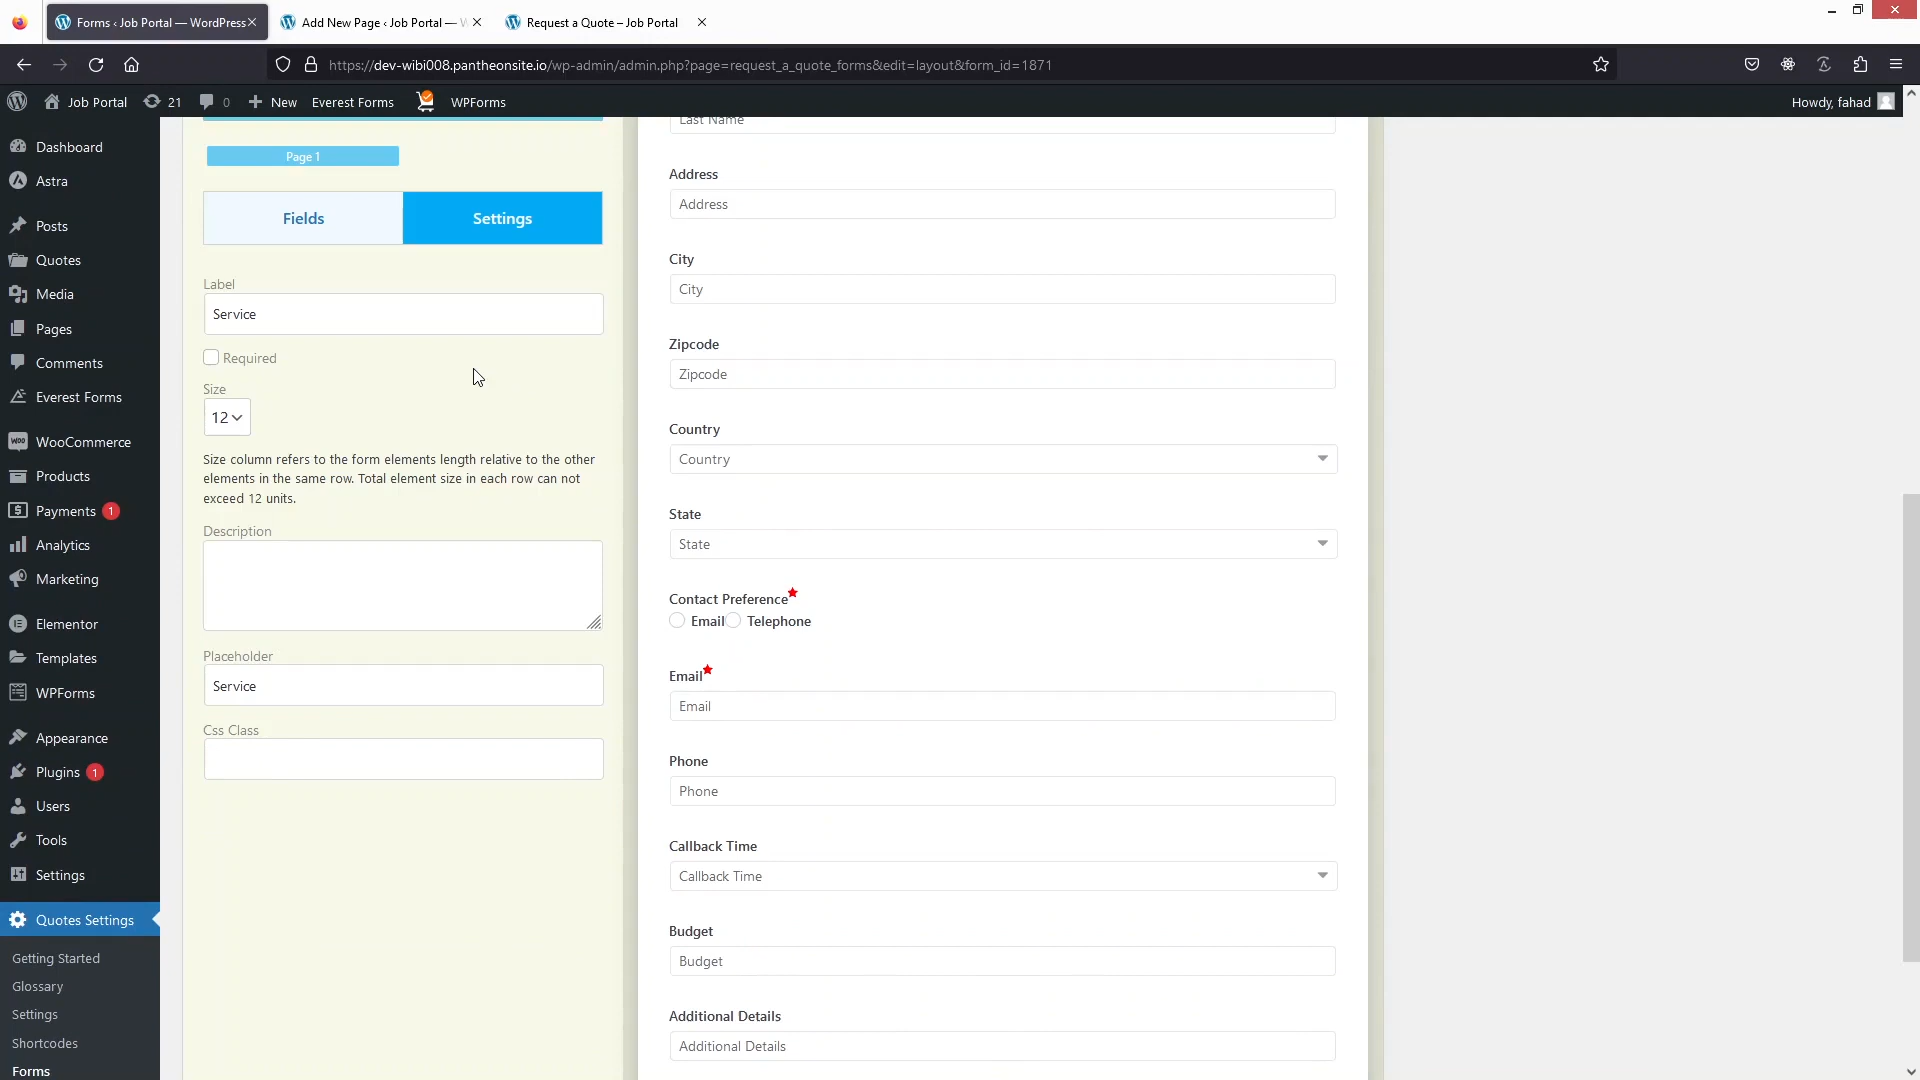 Forms ‹ Job Portal — WordPress
Add New Page ‹ Job Portal — W
Request a Quote – Job Portal
https://dev-wibi008.pantheonsite.io/wp-admin/admin.php?page=request_a_quote_forms&edit=layout&form_id=1871
Job Portal
21
0
New
Everest Forms
WPForms
Howdy, fahad
Dashboard
Astra
Posts
Quotes
Media
Pages
Comments
Everest Forms
WooCommerce
Products
Payments 1
Analytics
Marketing
Elementor
Templates
WPForms
Appearance
Plugins 1
Users
Tools
Settings
Quotes Settings
Getting Started
Glossary
Settings
Shortcodes
Forms
Page 1
Fields
Settings
Label
Service
Required
Size
12
Size column refers to the form elements length relative to the other
elements in the same row. Total element size in each row can not
exceed 12 units.
Description
Placeholder
Service
Css Class
Last Name
Address
Address
City
City
Zipcode
Zipcode
Country
Country
State
State
Contact Preference
Email Telephone
Email
Email
Phone
Phone
Callback Time
Callback Time
Budget
Budget
Additional Details
Additional Details